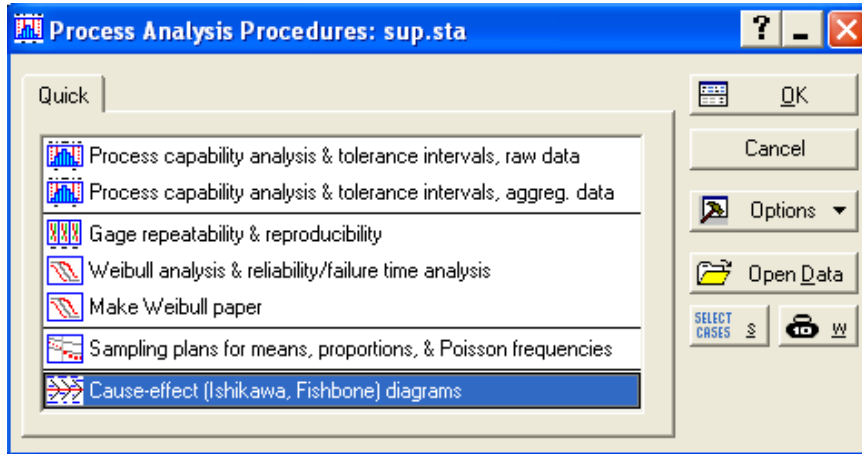 Process Analysis Procedures: sup.sta
?
Quick
Process capability analysis & tolerance intervals, raw data
Process capability analysis & tolerance intervals, aggreg. data
Gage repeatability & reproducibility
Weibull analysis & reliability/failure time analysis
Make Weibull paper
Sampling plans for means, proportions, & Poisson frequencies
Cause-effect (Ishikawa, Fishbone) diagrams
OK
Cancel
Options
Open Data
SELECT CASES S
W